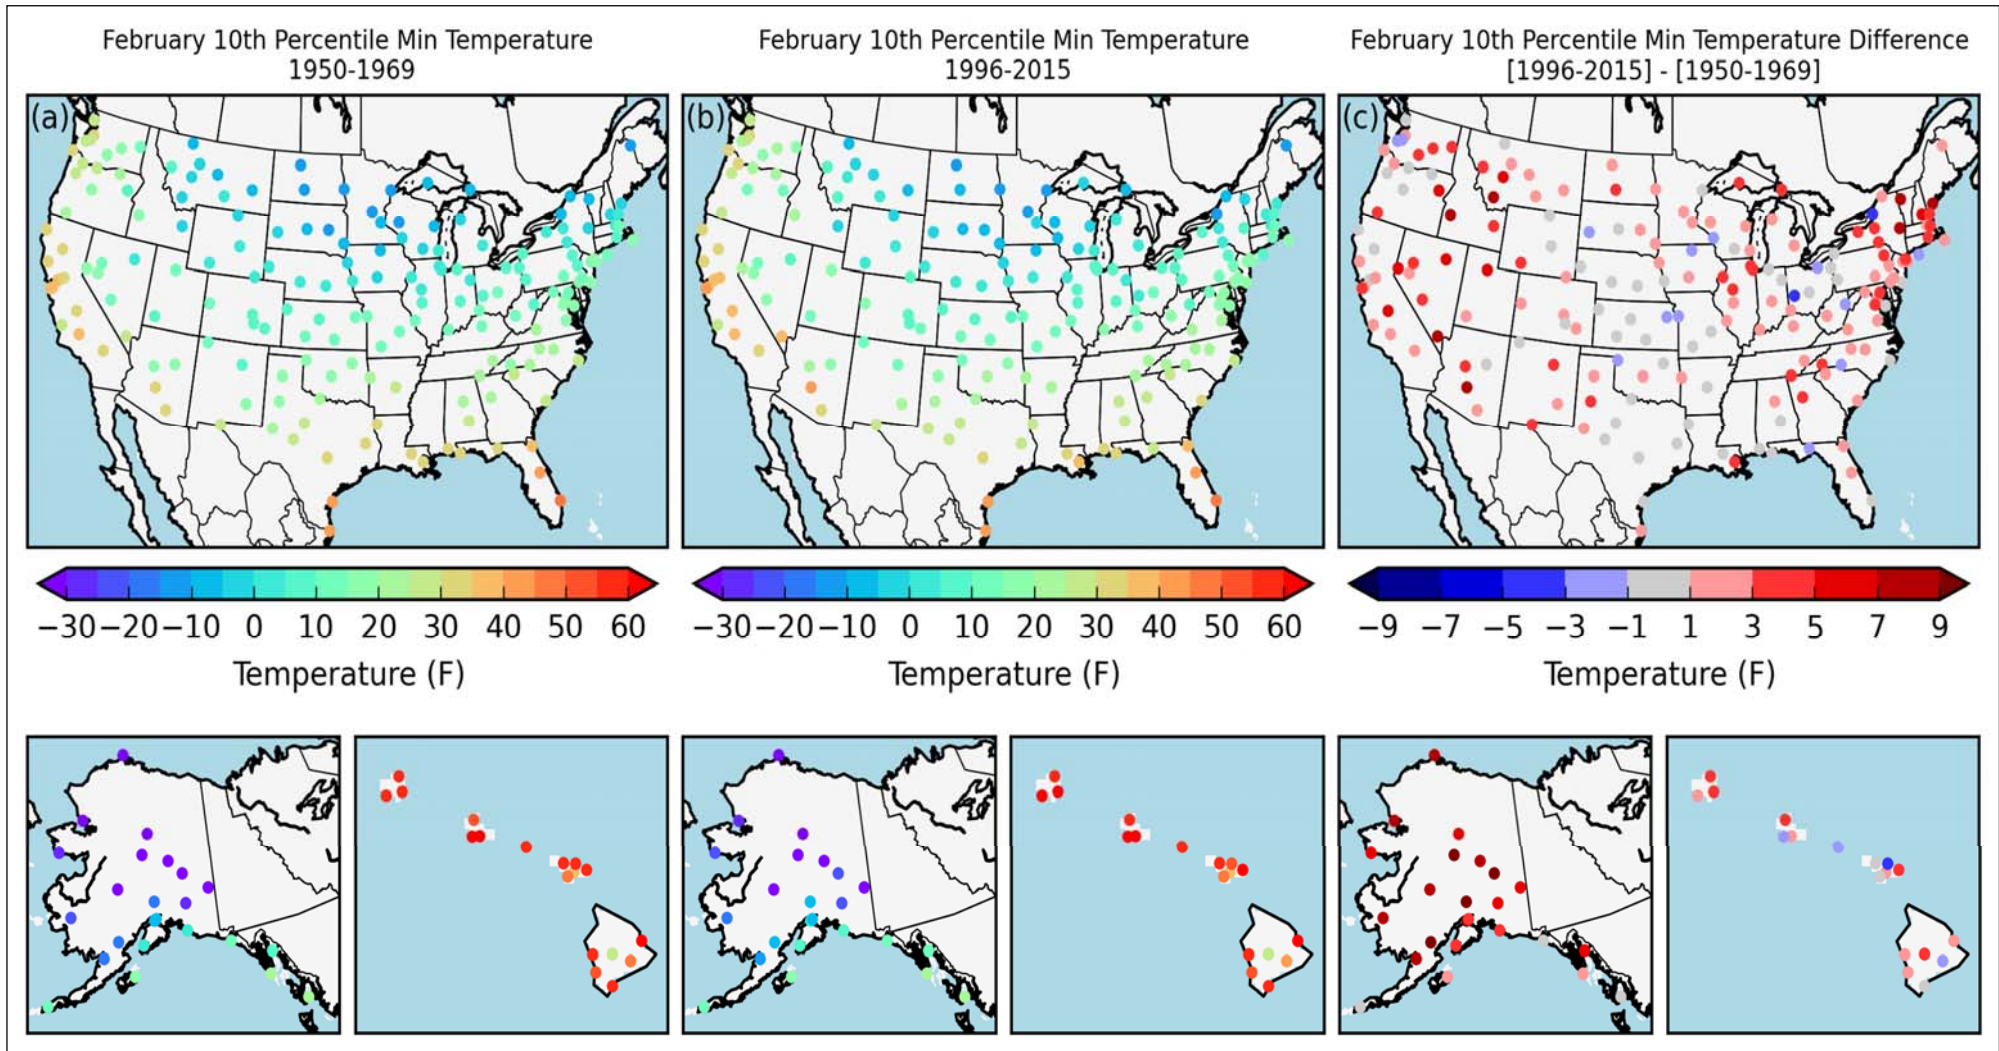 February 10th Percentile Min Temperature
1950-1969
February 10th Percentile Min Temperature
1996-2015
February 10th Percentile Min Temperature Difference
[1996-2015] - [1950-1969]
(a)
(b)
(c)
−30 −20 −10 0 10 20 30 40 50 60
−30 −20 −10 0 10 20 30 40 50 60
−9 −7 −5 −3 −1 1 3 5 7 9
Temperature (F)
Temperature (F)
Temperature (F)